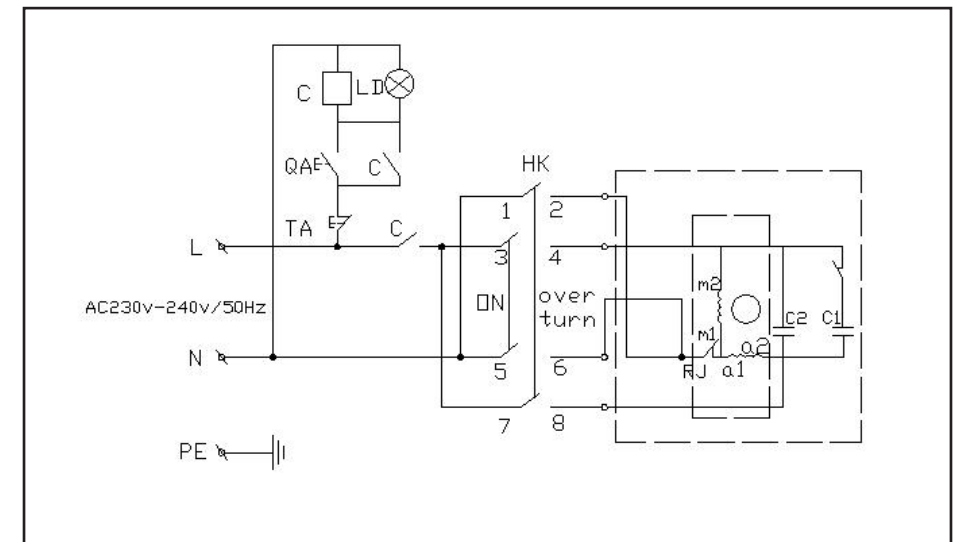 C LD
QA C
HK
TA C 1 2
L 3 4
m2
AC230v-240v/50Hz ON over
turn C2 C1
m1 a2
N 5 6 RJ a1
7 8
PE